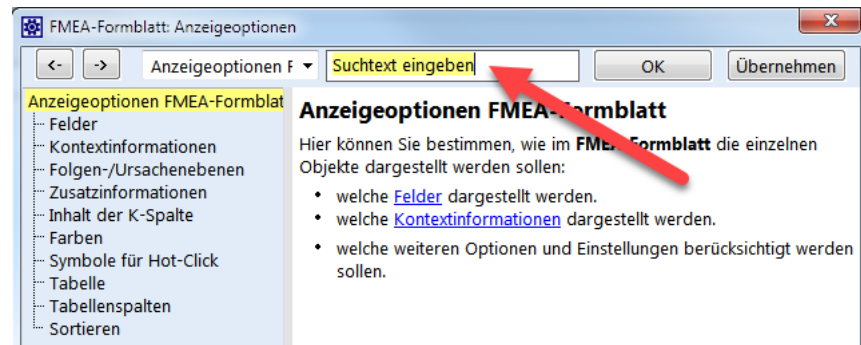 FMEA-Formblatt: Anzeigeoptionen
x
<- -> Anzeigeoptionen F Suchtext eingeben OK Übernehmen
Anzeigeoptionen FMEA-Formblat
Felder
Kontextinformationen
Folgen-/Ursachenebenen
Zusatzinformationen
Inhalt der K-Spalte
Farben
Symbole für Hot-Click
Tabelle
Tabellenspalten
Sortieren
Anzeigeoptionen FMEA-Formblatt
Hier können Sie bestimmen, wie im FMEA-Formblatt die einzelnen
Objekte dargestellt werden sollen:
• welche Felder dargestellt werden.
• welche Kontextinformationen dargestellt werden.
• welche weiteren Optionen und Einstellungen berücksichtigt werden
sollen.